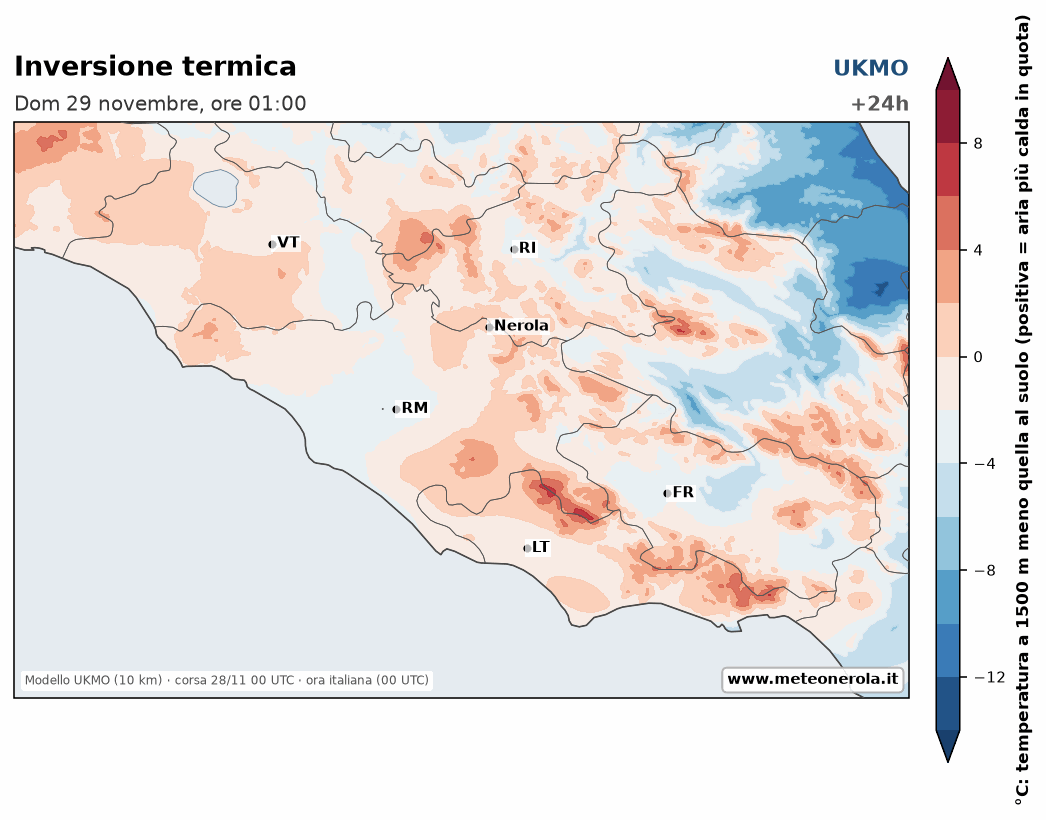 Inversione termica
UKMO
Dom 29 novembre, ore 01:00
+24h
VT
RI
Nerola
RM
FR
LT
Modello UKMO (10 km) · corsa 28/11 00 UTC · ora italiana (00 UTC)
www.meteonerola.it
8
4
0
−4
−8
−12
°C: temperatura a 1500 m meno quella al suolo (positiva = aria più calda in quota)